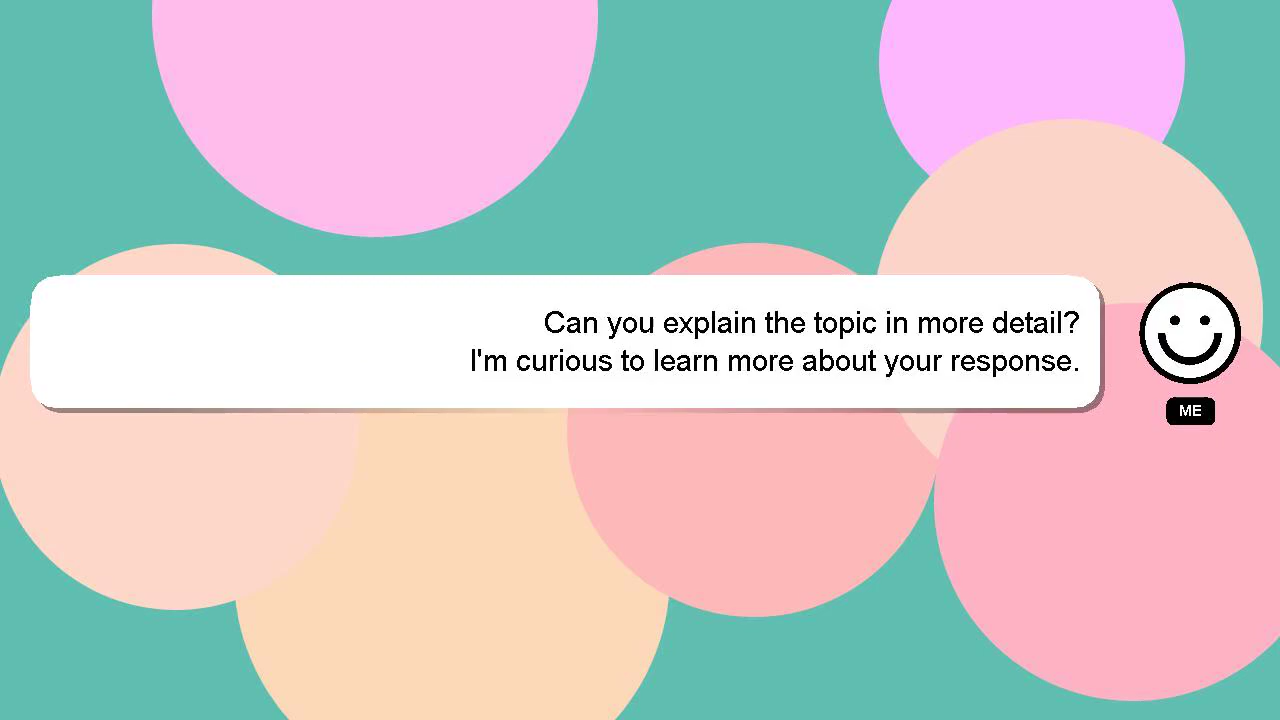 Can you explain the topic in more detail?
I'm curious to learn more about your response.
ME